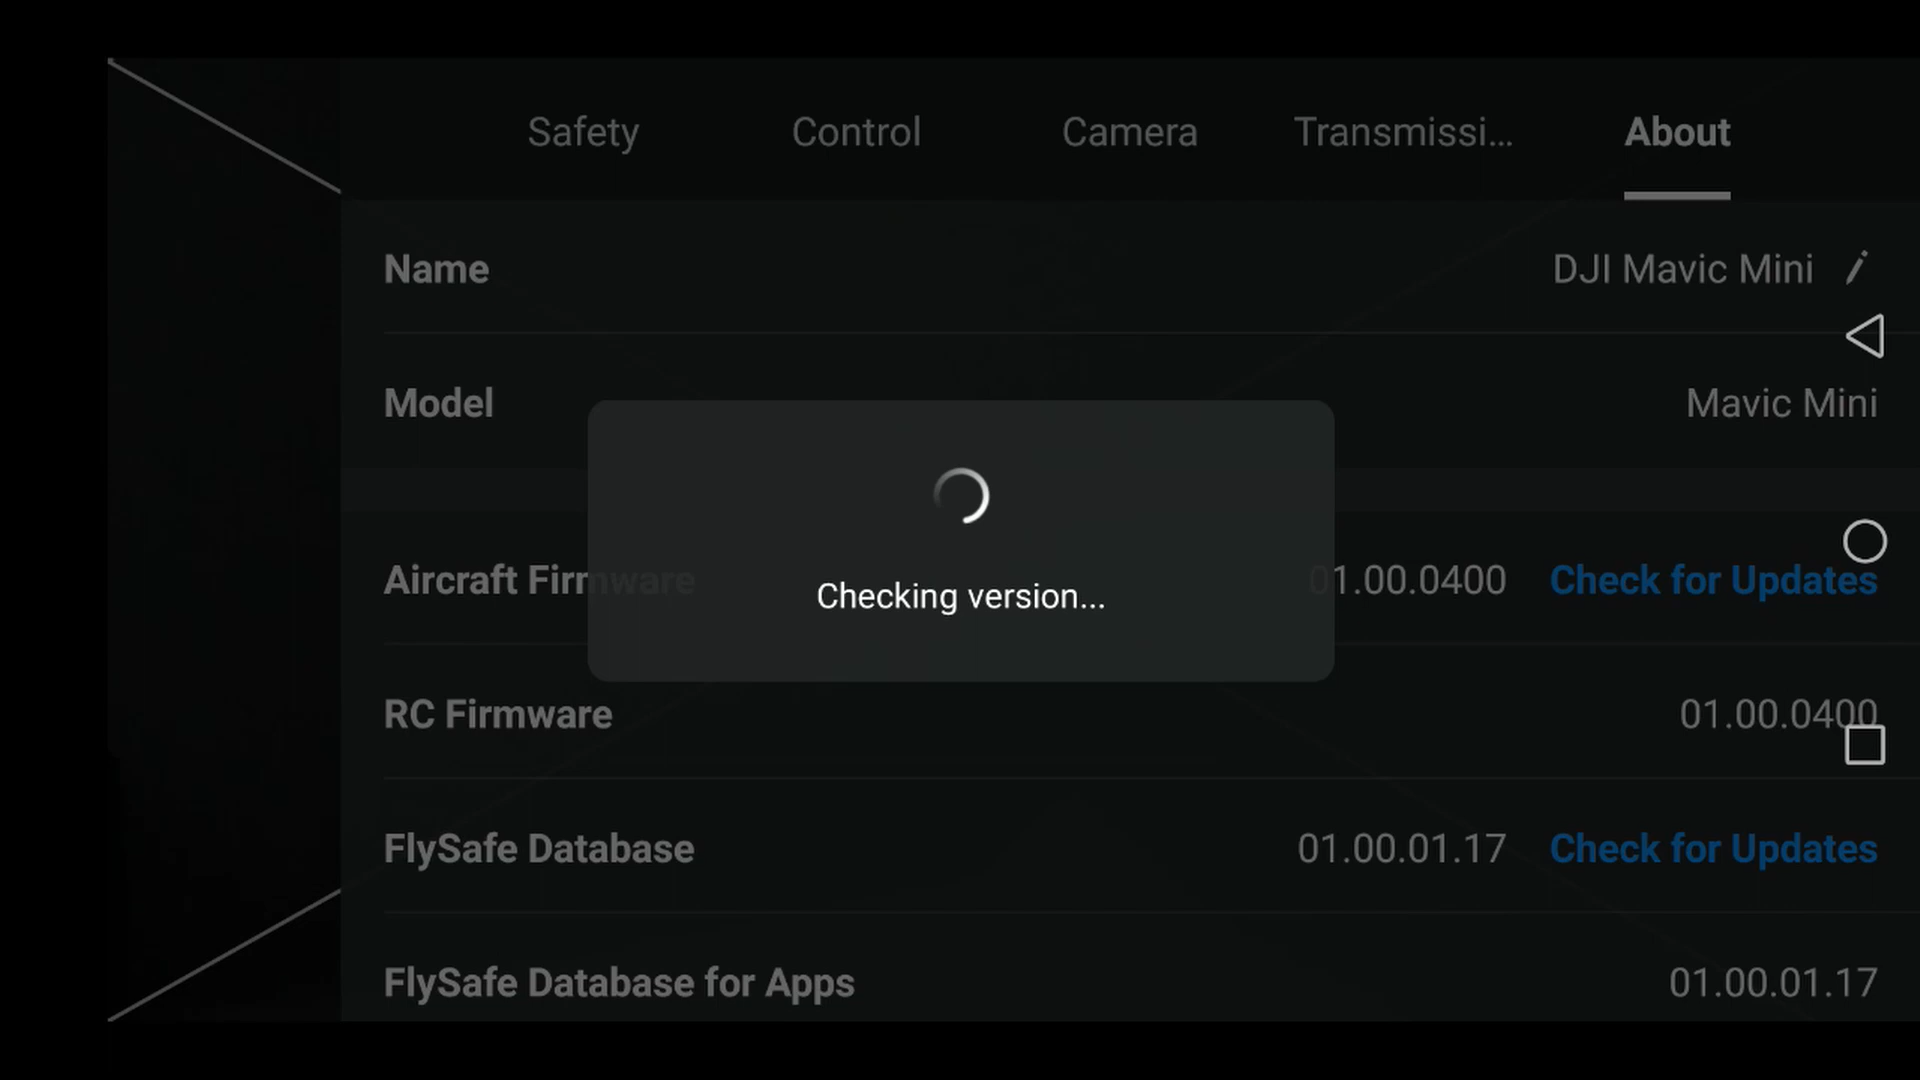 Safety Control Camera Transmissi... About
Name DJI Mavic Mini
Model Mavic Mini
Checking version...
Aircraft Firmware 01.00.0400 Check for Updates
RC Firmware 01.00.0400
FlySafe Database 01.00.01.17 Check for Updates
FlySafe Database for Apps 01.00.01.17